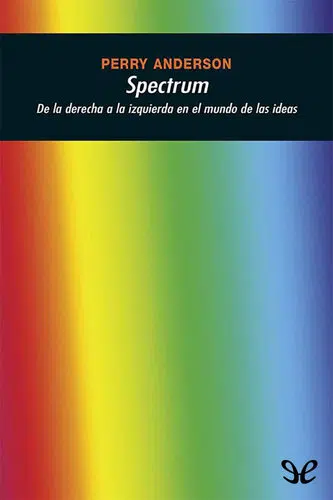 PERRY ANDERSON
Spectrum
De la derecha a la izquierda en el mundo de las ideas